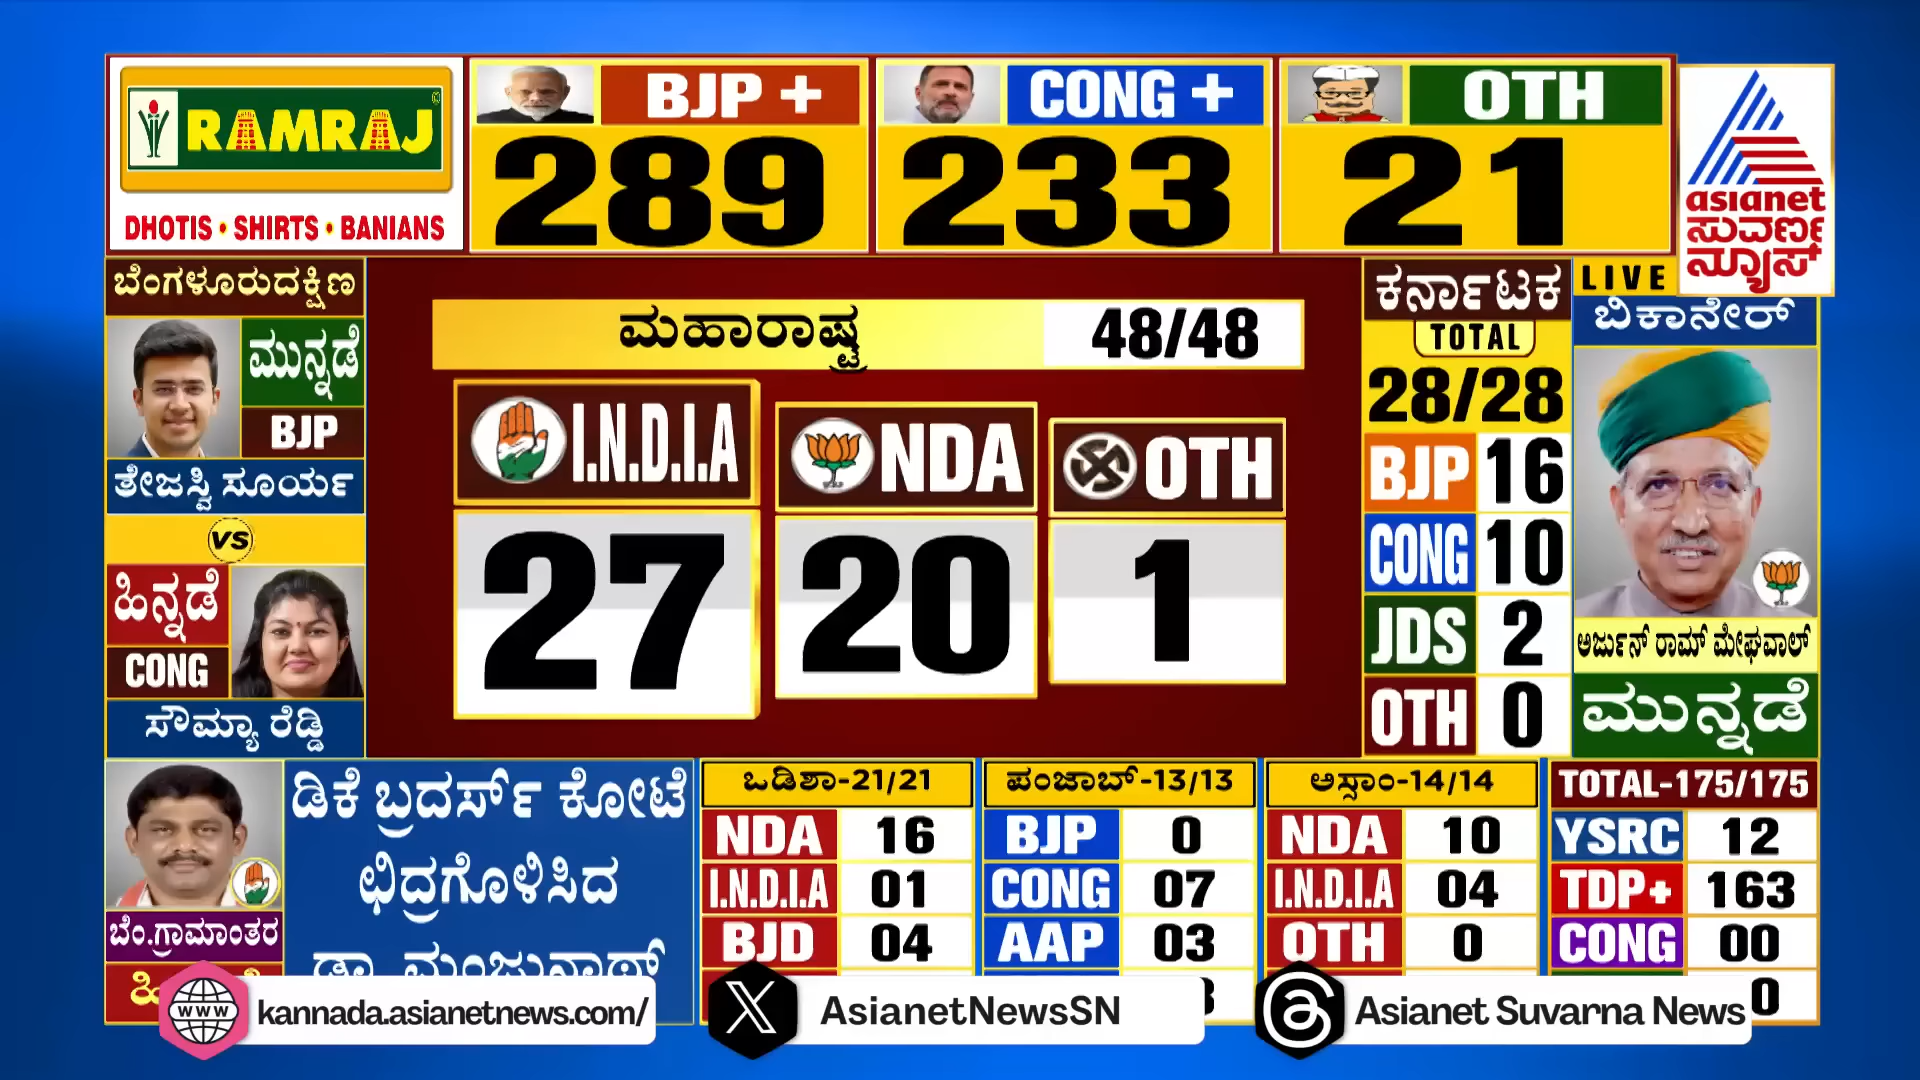 RAMRAJ
DHOTIS • SHIRTS • BANIANS
BJP +
289
CONG +
233
OTH
21
asianet
ಸುವರ್ಣ
ನ್ಯೂಸ್
LIVE
ಬೆಂಗಳೂರುದಕ್ಷಿಣ
ಮುನ್ನಡೆ
BJP
ತೇಜಸ್ವಿ ಸೂರ್ಯ
VS
ಹಿನ್ನಡೆ
CONG
ಸೌಮ್ಯಾ ರೆಡ್ಡಿ
ಮಹಾರಾಷ್ಟ್ರ 48/48
I.N.D.I.A
27
NDA
20
OTH
1
ಕರ್ನಾಟಕ
TOTAL
28/28
BJP 16
CONG 10
JDS 2
OTH 0
ಬಿಕಾನೇರ್
ಅರ್ಜುನ್ ರಾಮ್ ಮೇಘವಾಲ್
ಮುನ್ನಡೆ
ಬೆಂ.ಗ್ರಾಮಾಂತರ
ಡಿಕೆ ಬ್ರದರ್ಸ್ ಕೋಟೆ
ಛಿದ್ರಗೊಳಿಸಿದ
ಡಾ. ಮಂಜುನಾಥ್
ಒಡಿಶಾ-21/21
NDA 16
I.N.D.I.A 01
BJD 04
ಪಂಜಾಬ್-13/13
BJP 0
CONG 07
AAP 03
ಅಸ್ಸಾಂ-14/14
NDA 10
I.N.D.I.A 04
OTH 0
TOTAL-175/175
YSRC 12
TDP+ 163
CONG 00
0
www kannada.asianetnews.com/
X AsianetNewsSN
Asianet Suvarna News